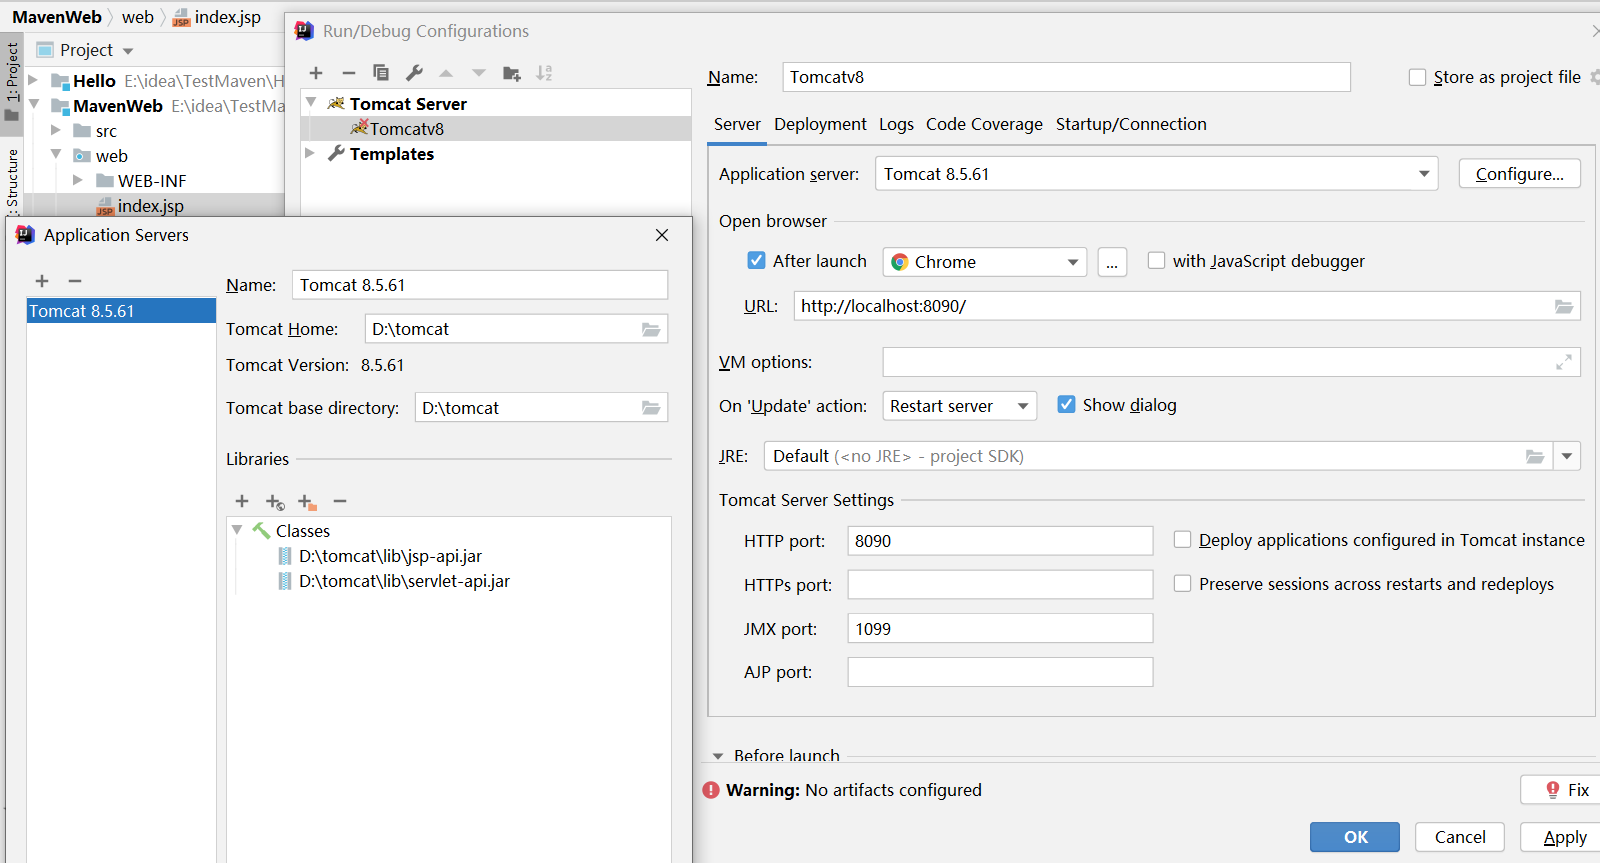 MavenWeb web index.jsp
1: Project
Structure
Project
Hello E:\idea\TestMaven\H
MavenWeb E:\idea\TestMa
src
web
WEB-INF
index.jsp
Run/Debug Configurations
Tomcat Server
Tomcatv8
Templates
Name: Tomcatv8
Store as project file
Server Deployment Logs Code Coverage Startup/Connection
Application server: Tomcat 8.5.61 Configure...
Open browser
After launch Chrome ... with JavaScript debugger
URL: http://localhost:8090/
VM options:
On 'Update' action: Restart server Show dialog
JRE: Default (<no JRE> - project SDK)
Tomcat Server Settings
HTTP port: 8090 Deploy applications configured in Tomcat instance
HTTPs port: Preserve sessions across restarts and redeploys
JMX port: 1099
AJP port:
Before launch
Warning: No artifacts configured Fix
OK Cancel Apply
Application Servers
Tomcat 8.5.61
Name: Tomcat 8.5.61
Tomcat Home: D:\tomcat
Tomcat Version: 8.5.61
Tomcat base directory: D:\tomcat
Libraries
Classes
D:\tomcat\lib\jsp-api.jar
D:\tomcat\lib\servlet-api.jar